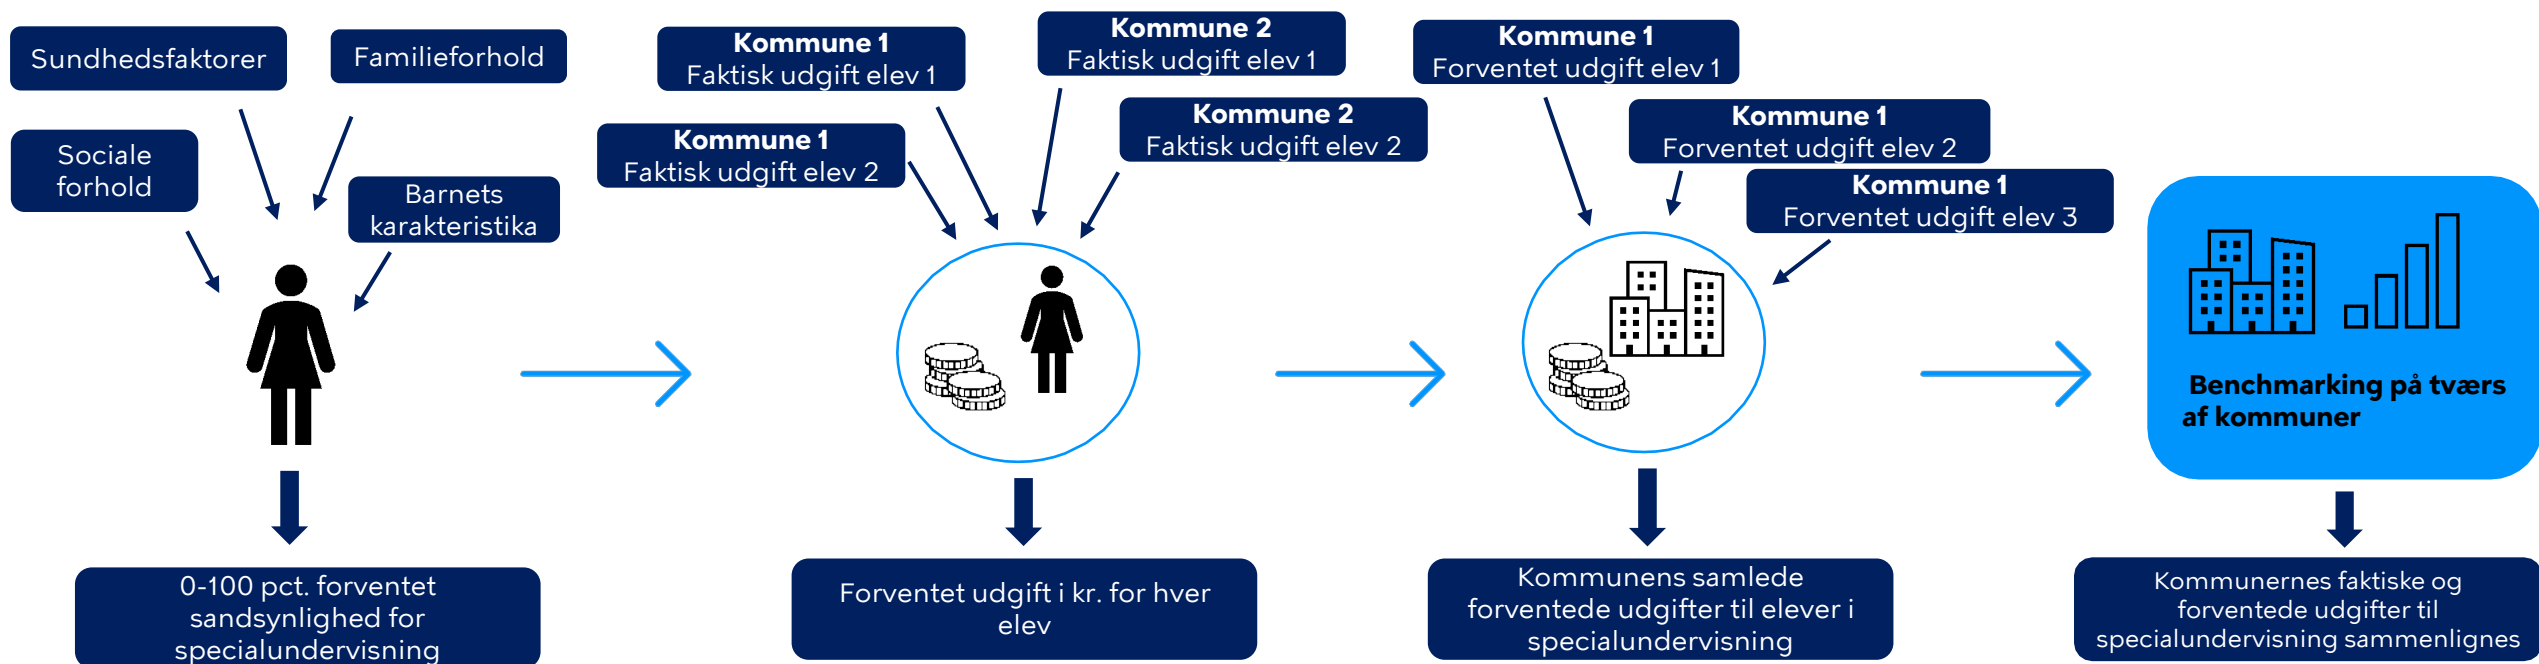 Sundhedsfaktorer
Familieforhold
Sociale
forhold
Barnets
karakteristika
0-100 pct. forventet
sandsynlighed for
specialundervisning
Kommune 1
Faktisk udgift elev 1
Kommune 2
Faktisk udgift elev 1
Kommune 1
Faktisk udgift elev 2
Kommune 2
Faktisk udgift elev 2
Forventet udgift i kr. for hver
elev
Kommune 1
Forventet udgift elev 1
Kommune 1
Forventet udgift elev 2
Kommune 1
Forventet udgift elev 3
Kommunens samlede
forventede udgifter til elever i
specialundervisning
Benchmarking på tværs
af kommuner
Kommunernes faktiske og
forventede udgifter til
specialundervisning sammenlignes